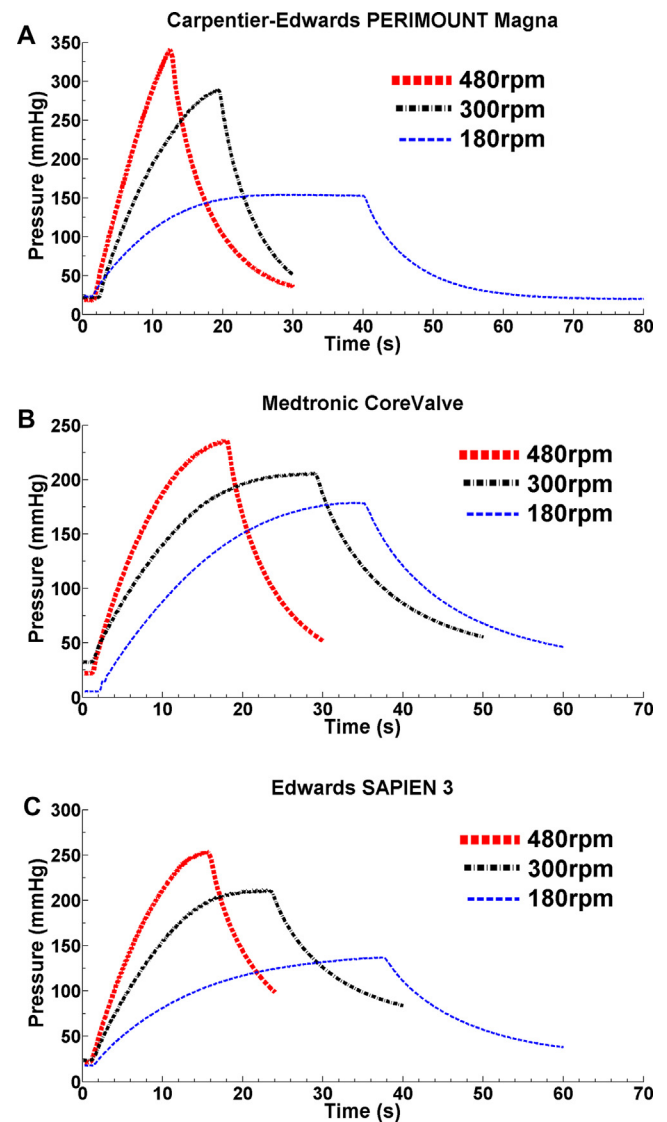 A
Carpentier-Edwards PERIMOUNT Magna
350
300
250
200
150
100
50
0
Pressure (mmHg)
480rpm
300rpm
180rpm
0 10 20 30 40 50 60 70 80
Time (s)
B
Medtronic CoreValve
250
200
150
100
50
0
Pressure (mmHg)
480rpm
300rpm
180rpm
0 10 20 30 40 50 60 70
Time (s)
C
Edwards SAPIEN 3
300
250
200
150
100
50
0
Pressure (mmHg)
480rpm
300rpm
180rpm
0 10 20 30 40 50 60 70
Time (s)